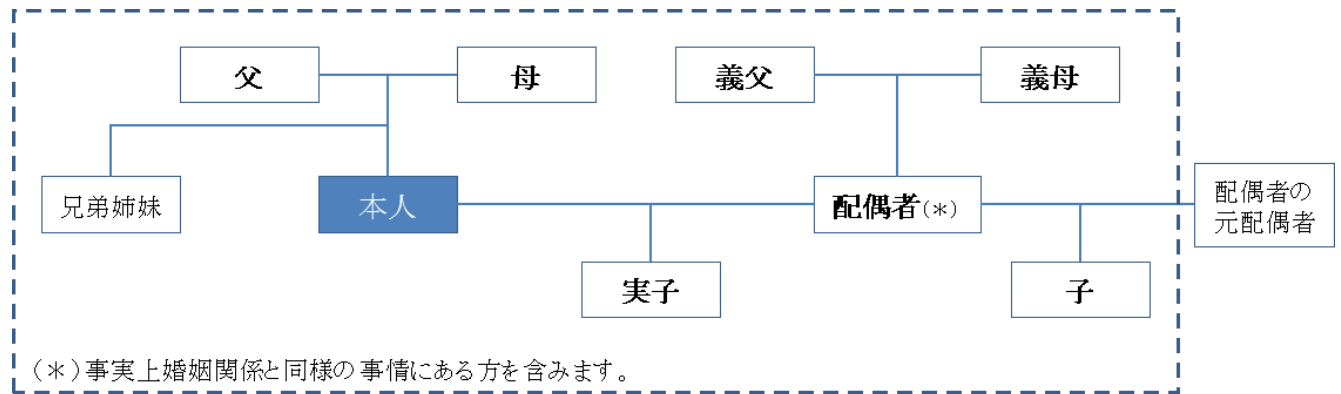 父
母
義父
義母
兄弟姉妹
本人
配偶者(*)
配偶者の
元配偶者
実子
子
(*)事実上婚姻関係と同様の事情にある方を含みます。